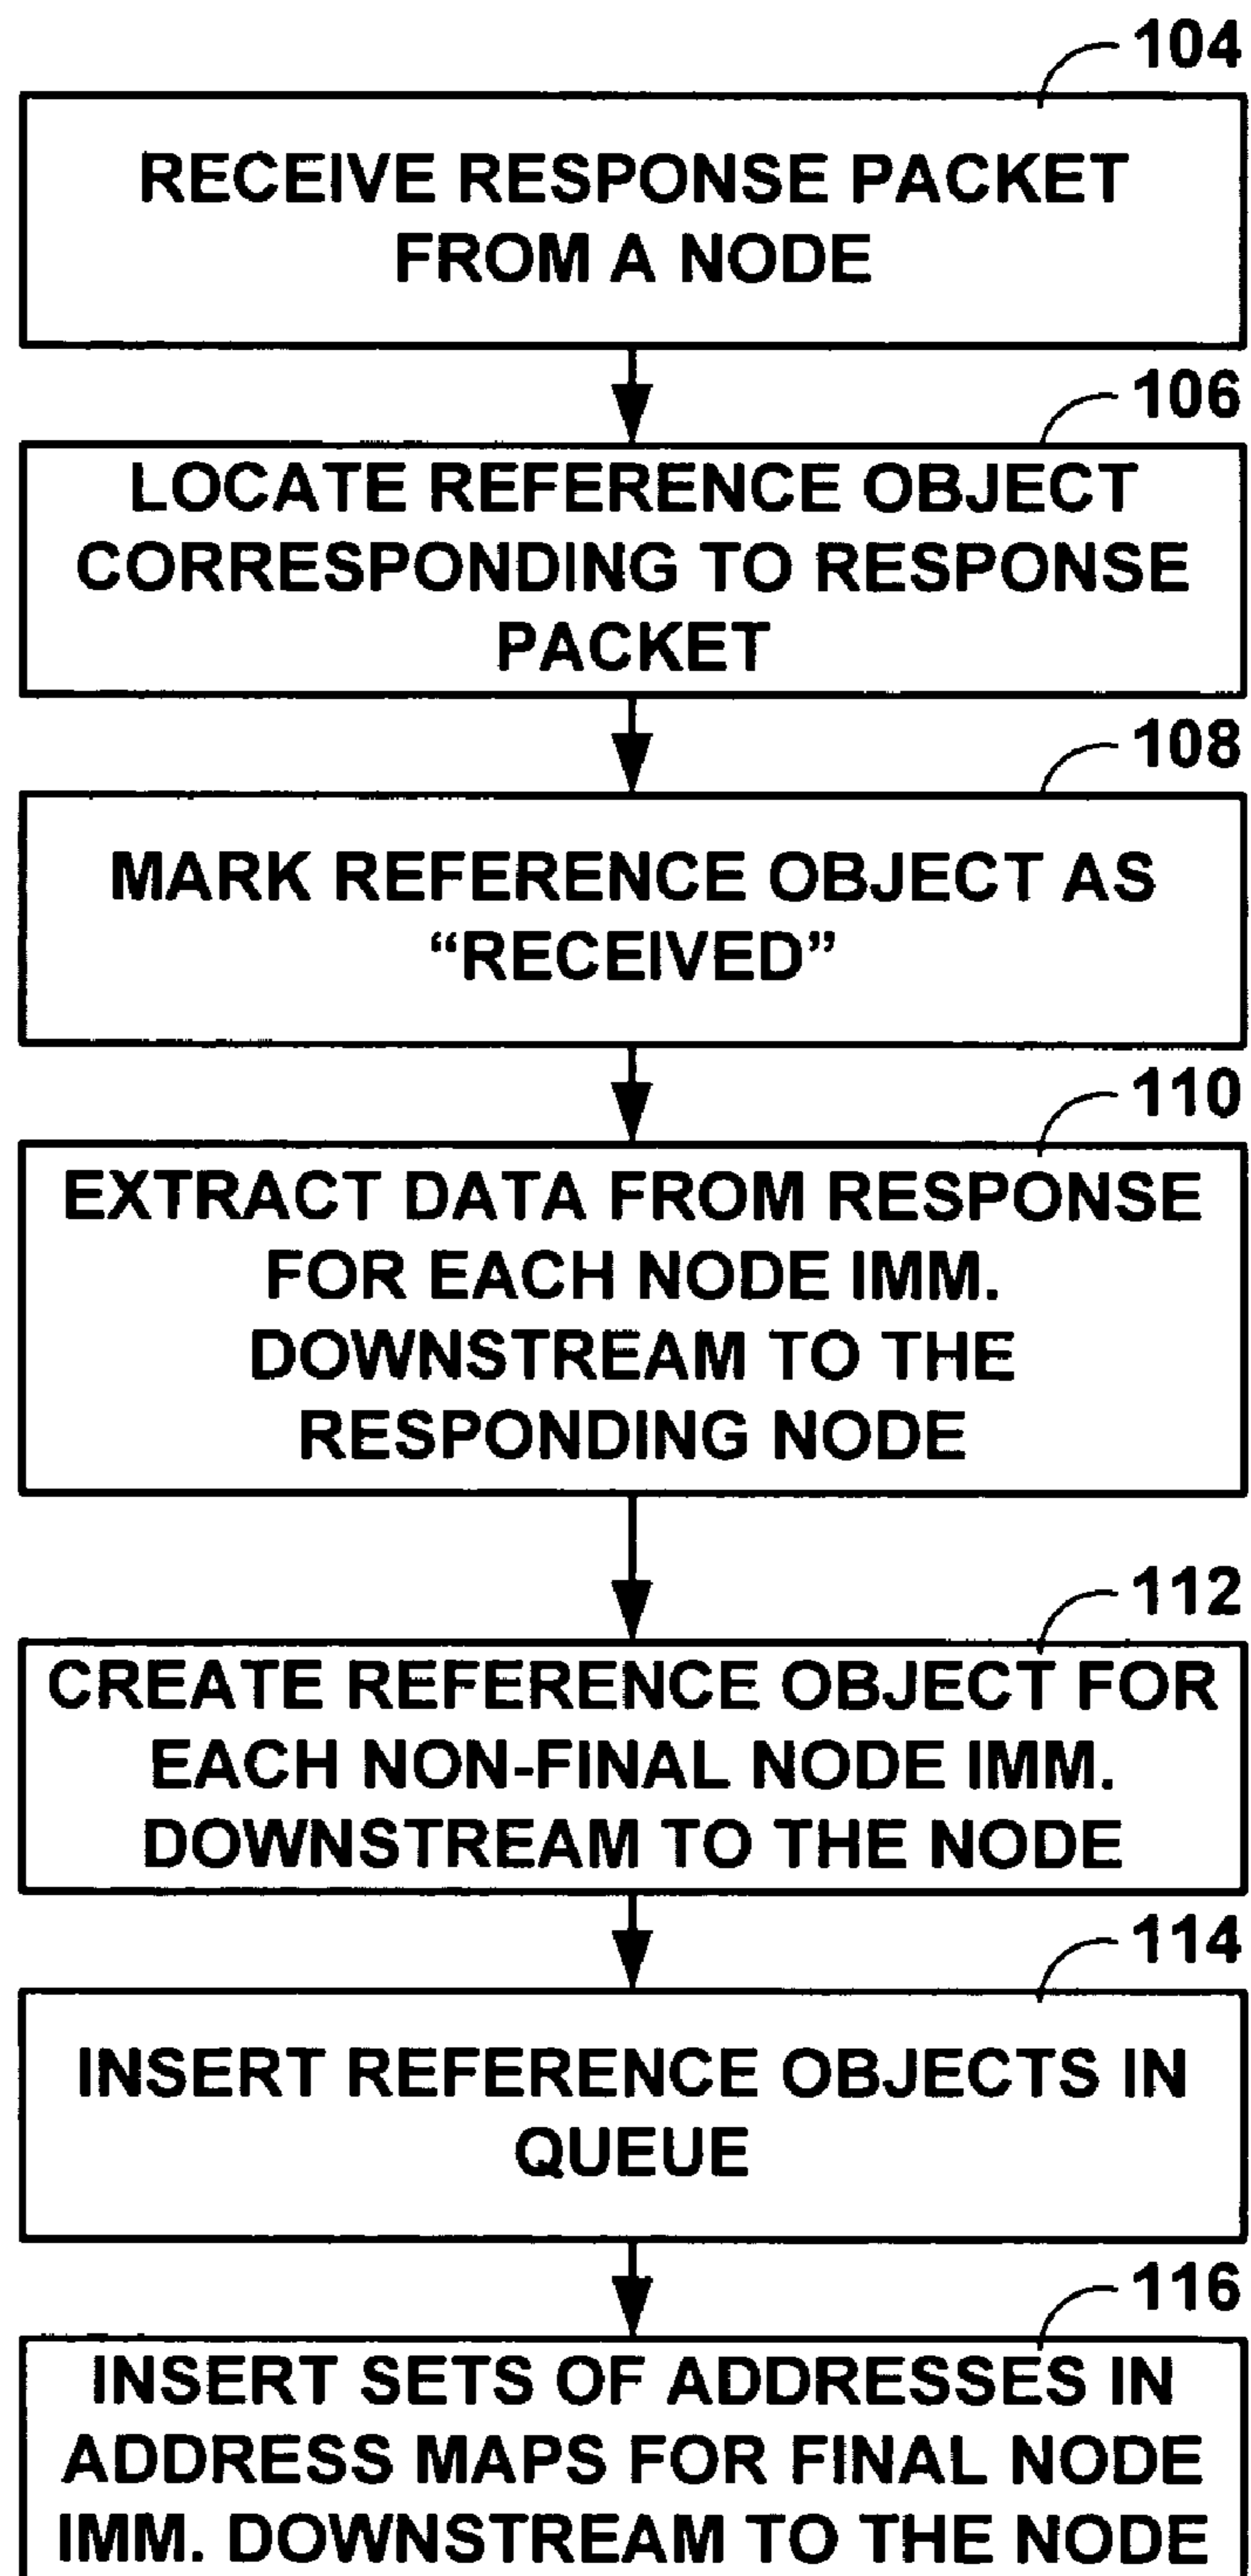 104
RECEIVE RESPONSE PACKET
FROM A NODE
106
LOCATE REFERENCE OBJECT
CORRESPONDING TO RESPONSE
PACKET
108
MARK REFERENCE OBJECT AS
“RECEIVED”
110
EXTRACT DATA FROM RESPONSE
FOR EACH NODE IMM.
DOWNSTREAM TO THE
RESPONDING NODE
112
CREATE REFERENCE OBJECT FOR
EACH NON-FINAL NODE IMM.
DOWNSTREAM TO THE NODE
114
INSERT REFERENCE OBJECTS IN
QUEUE
116
INSERT SETS OF ADDRESSES IN
ADDRESS MAPS FOR FINAL NODE
IMM. DOWNSTREAM TO THE NODE